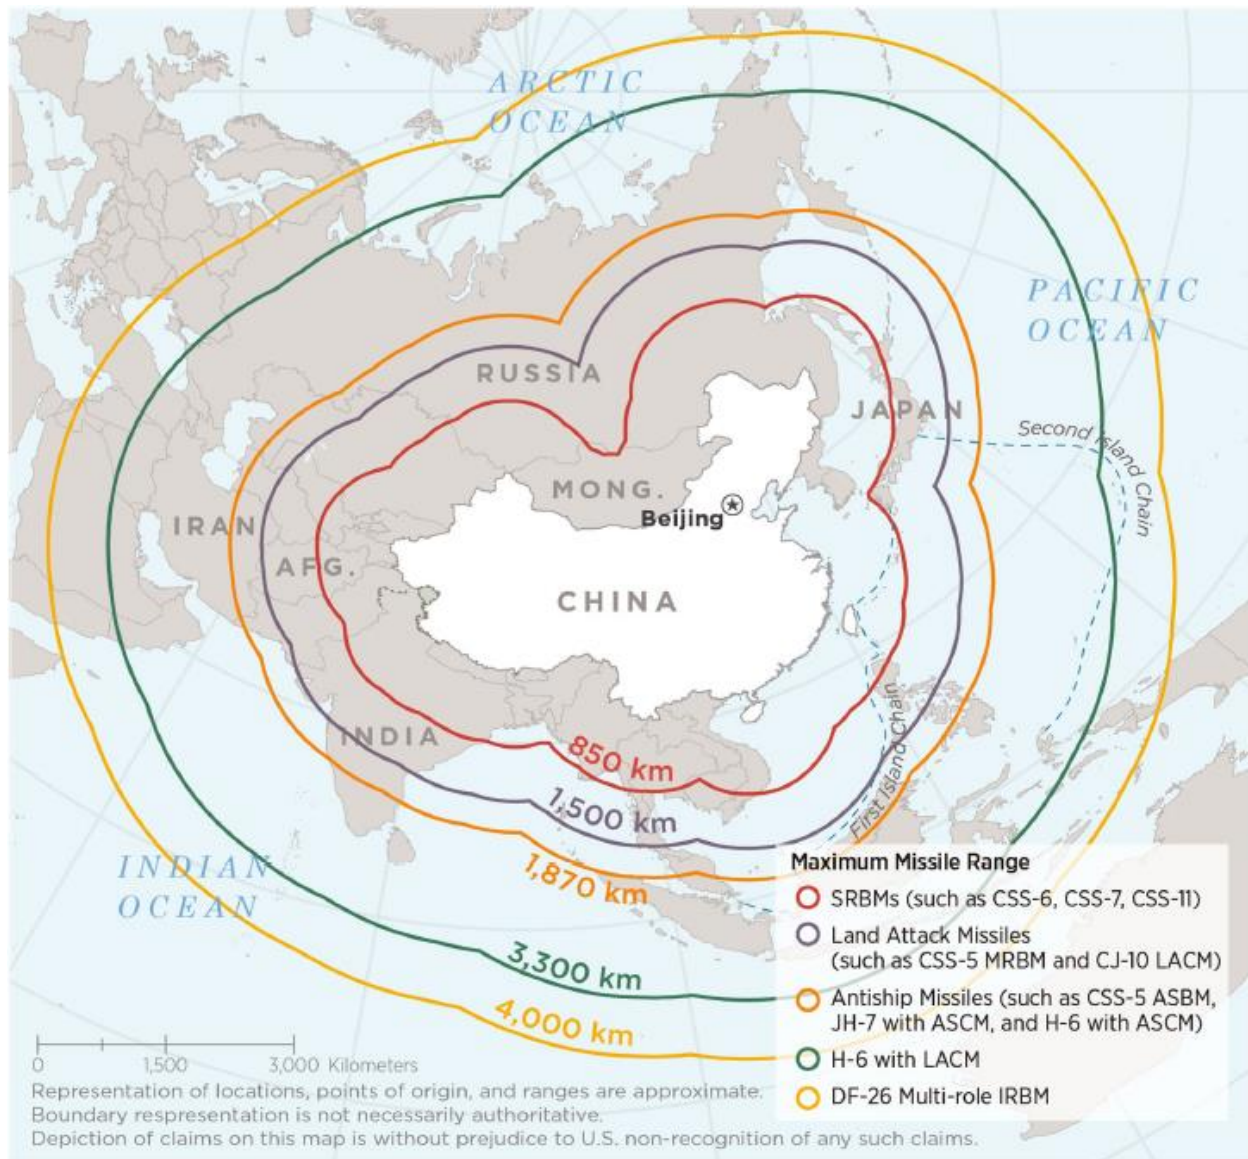 ARCTIC
OCEAN
PACIFIC
OCEAN
RUSSIA
JAPAN
Second Island Chain
MONG.
Beijing
IRAN
AFG.
CHINA
INDIA
First Island Chain
850 km
1,500 km
1,870 km
3,300 km
4,000 km
INDIAN
OCEAN
Maximum Missile Range
SRBMs (such as CSS-6, CSS-7, CSS-11)
Land Attack Missiles
(such as CSS-5 MRBM and CJ-10 LACM)
Antiship Missiles (such as CSS-5 ASBM,
JH-7 with ASCM, and H-6 with ASCM)
H-6 with LACM
DF-26 Multi-role IRBM
0 1,500 3,000 Kilometers
Representation of locations, points of origin, and ranges are approximate.
Boundary respresentation is not necessarily authoritative.
Depiction of claims on this map is without prejudice to U.S. non-recognition of any such claims.